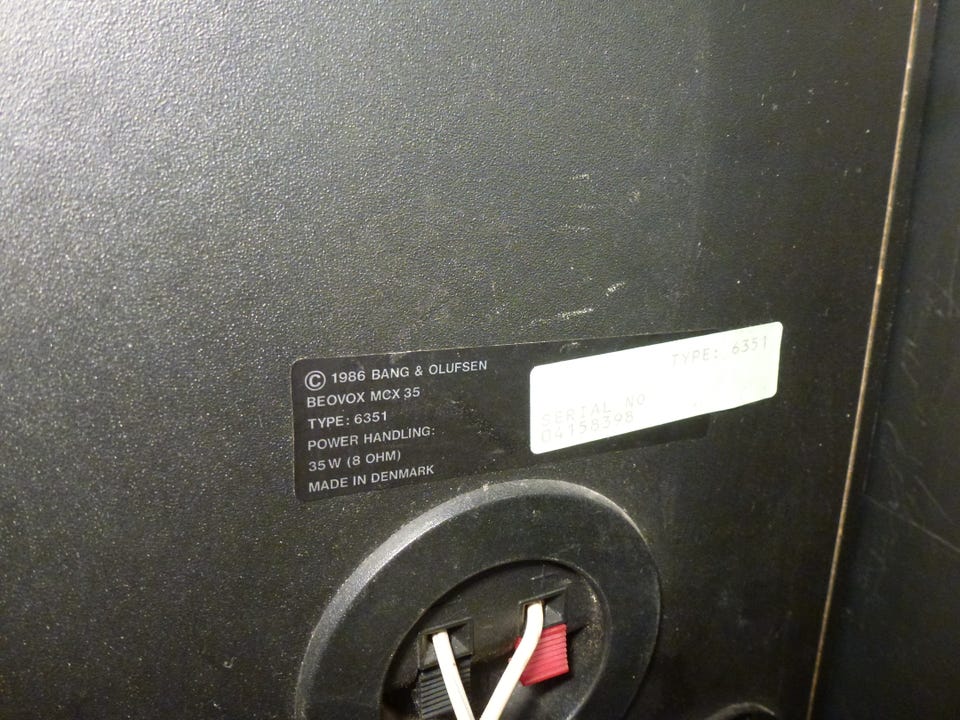 © 1986 BANG & OLUFSEN
BEOVOX MCX 35
TYPE: 6351
POWER HANDLING:
35 W (8 OHM)
MADE IN DENMARK
TYPE: 6351
SERIAL NO
04158398